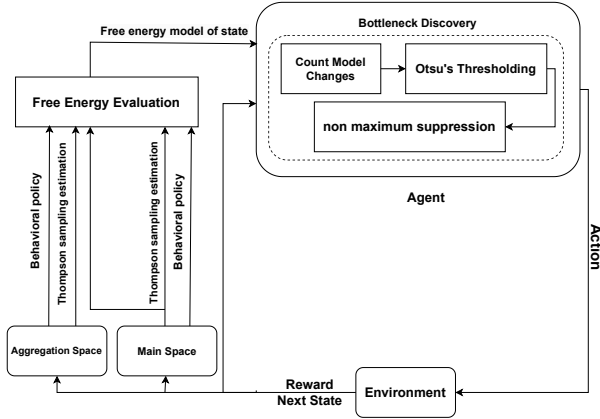 Free energy model of state
Bottleneck Discovery
Count Model
Changes
Otsu's Thresholding
non maximum suppression
Free Energy Evaluation
Agent
Behavioral policy
Thompson sampling estimation
Thompson sampling estimation
Behavioral policy
Action
Aggregation Space
Main Space
Reward
Next State
Environment